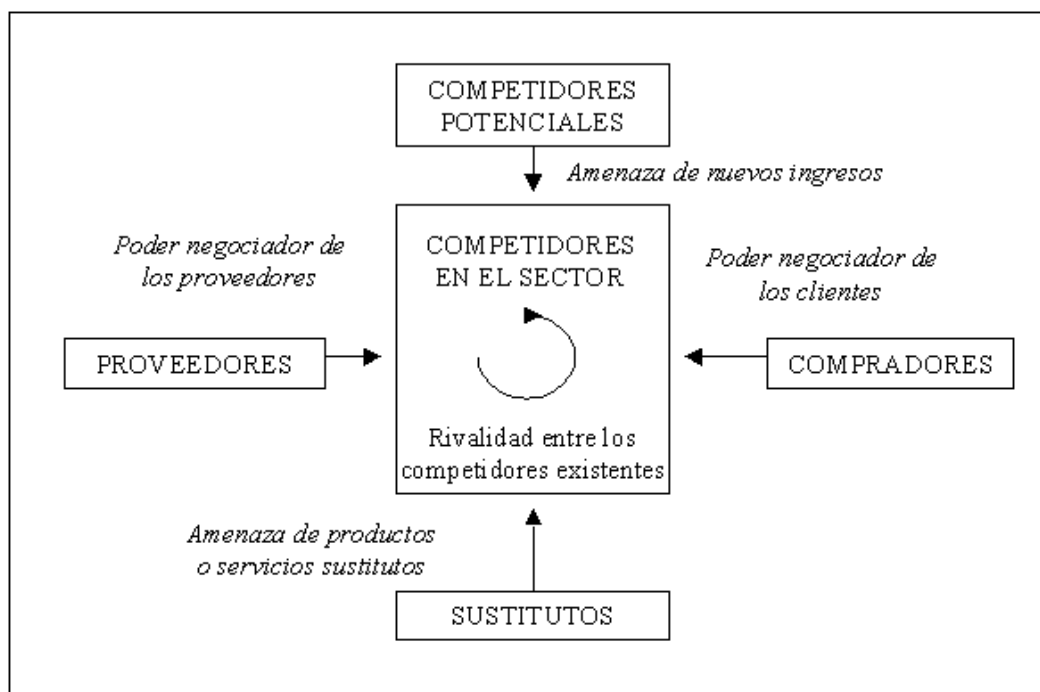 COMPETIDORES
POTENCIALES
Amenaza de nuevos ingresos
Poder negociador de
los proveedores
COMPETIDORES
EN EL SECTOR
Poder negociador de
los clientes
PROVEEDORES
COMPRADORES
Rivalidad entre los
competidores existentes
Amenaza de productos
o servicios sustitutos
SUSTITUTOS